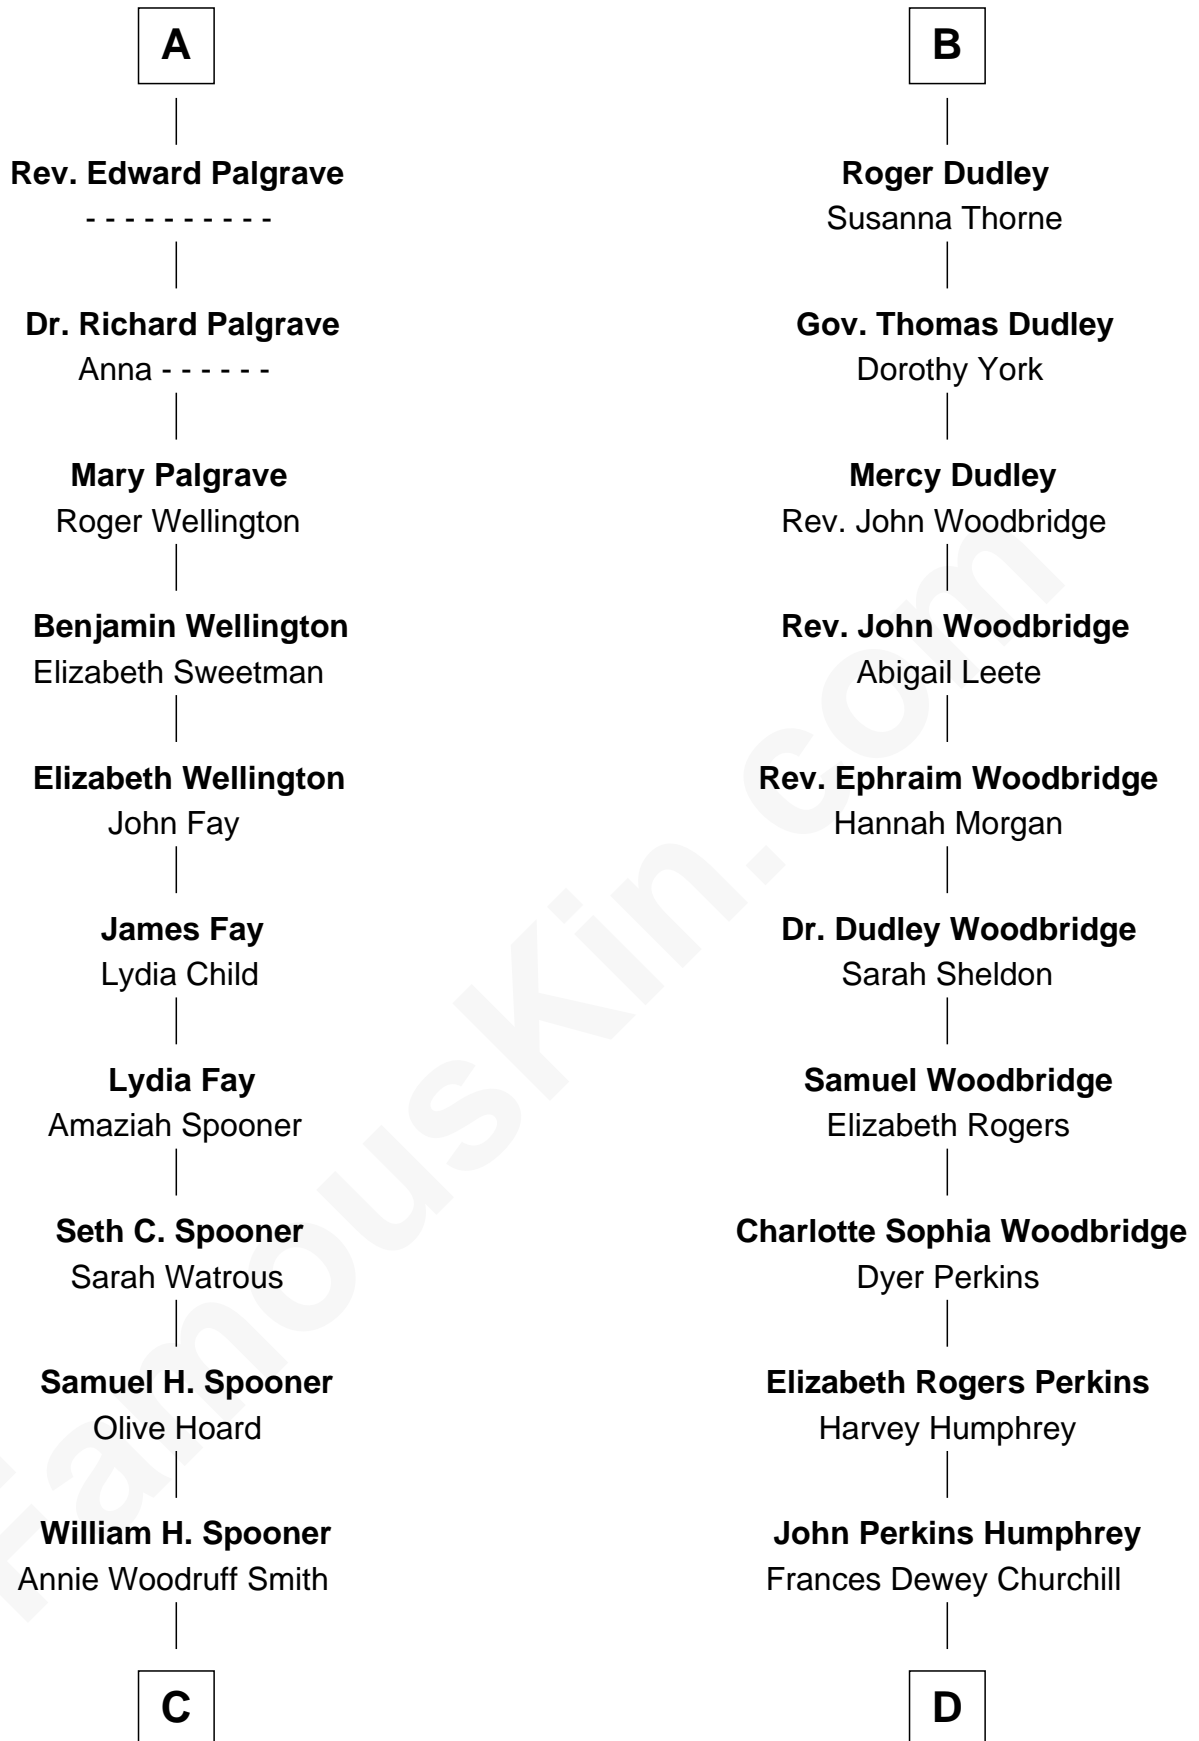 A
Rev. Edward Palgrave
- - - - - - - - - -
Dr. Richard Palgrave
Anna - - - - - -
Mary Palgrave
Roger Wellington
Benjamin Wellington
Elizabeth Sweetman
Elizabeth Wellington
John Fay
James Fay
Lydia Child
Lydia Fay
Amaziah Spooner
Seth C. Spooner
Sarah Watrous
Samuel H. Spooner
Olive Hoard
William H. Spooner
Annie Woodruff Smith
C
B
Roger Dudley
Susanna Thorne
Gov. Thomas Dudley
Dorothy York
Mercy Dudley
Rev. John Woodbridge
Rev. John Woodbridge
Abigail Leete
Rev. Ephraim Woodbridge
Hannah Morgan
Dr. Dudley Woodbridge
Sarah Sheldon
Samuel Woodbridge
Elizabeth Rogers
Charlotte Sophia Woodbridge
Dyer Perkins
Elizabeth Rogers Perkins
Harvey Humphrey
John Perkins Humphrey
Frances Dewey Churchill
D
FamousKin.com